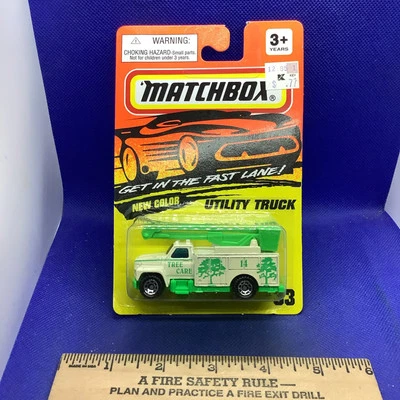 WARNING:
CHOKING HAZARD-Small parts.
Not for children under 3 years.
3+
YEARS
MATCHBOX®
GET IN THE FAST LANE!
NEW COLOR
UTILITY TRUCK
TREE
CARE
14
33
1 2 3 4 5 6
A FIRE SAFETY RULE—
PLAN AND PRACTICE A FIRE EXIT DRILL